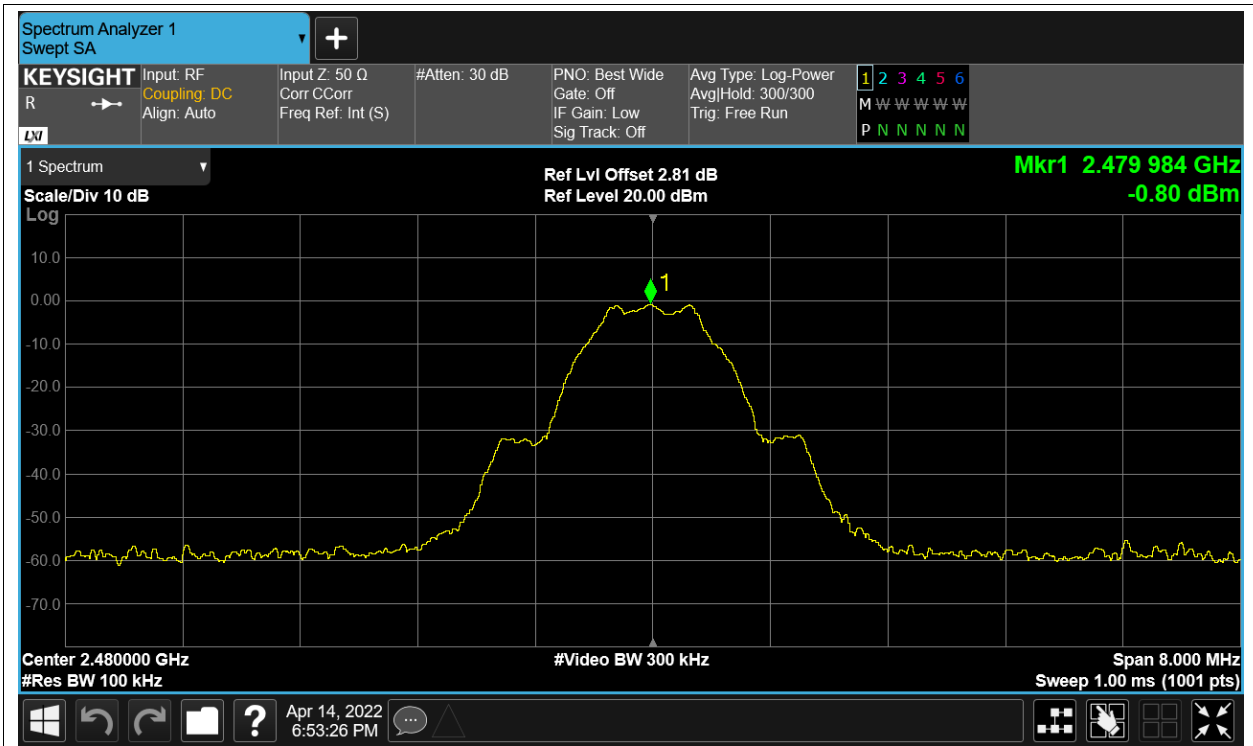 Spectrum Analyzer 1
Swept SA
KEYSIGHT
R
LXI
Input: RF
Coupling: DC
Align: Auto
Input Z: 50 Ω
Corr CCorr
Freq Ref: Int (S)
#Atten: 30 dB
PNO: Best Wide
Gate: Off
IF Gain: Low
Sig Track: Off
Avg Type: Log-Power
Avg|Hold: 300/300
Trig: Free Run
1 2 3 4 5 6
M W W W W W
P N N N N N
1 Spectrum
Scale/Div 10 dB
Ref Lvl Offset 2.81 dB
Ref Level 20.00 dBm
Mkr1 2.479 984 GHz
-0.80 dBm
Log
10.0
0.00
-10.0
-20.0
-30.0
-40.0
-50.0
-60.0
-70.0
1
Center 2.480000 GHz
#Res BW 100 kHz
#Video BW 300 kHz
Span 8.000 MHz
Sweep 1.00 ms (1001 pts)
?
Apr 14, 2022
6:53:26 PM